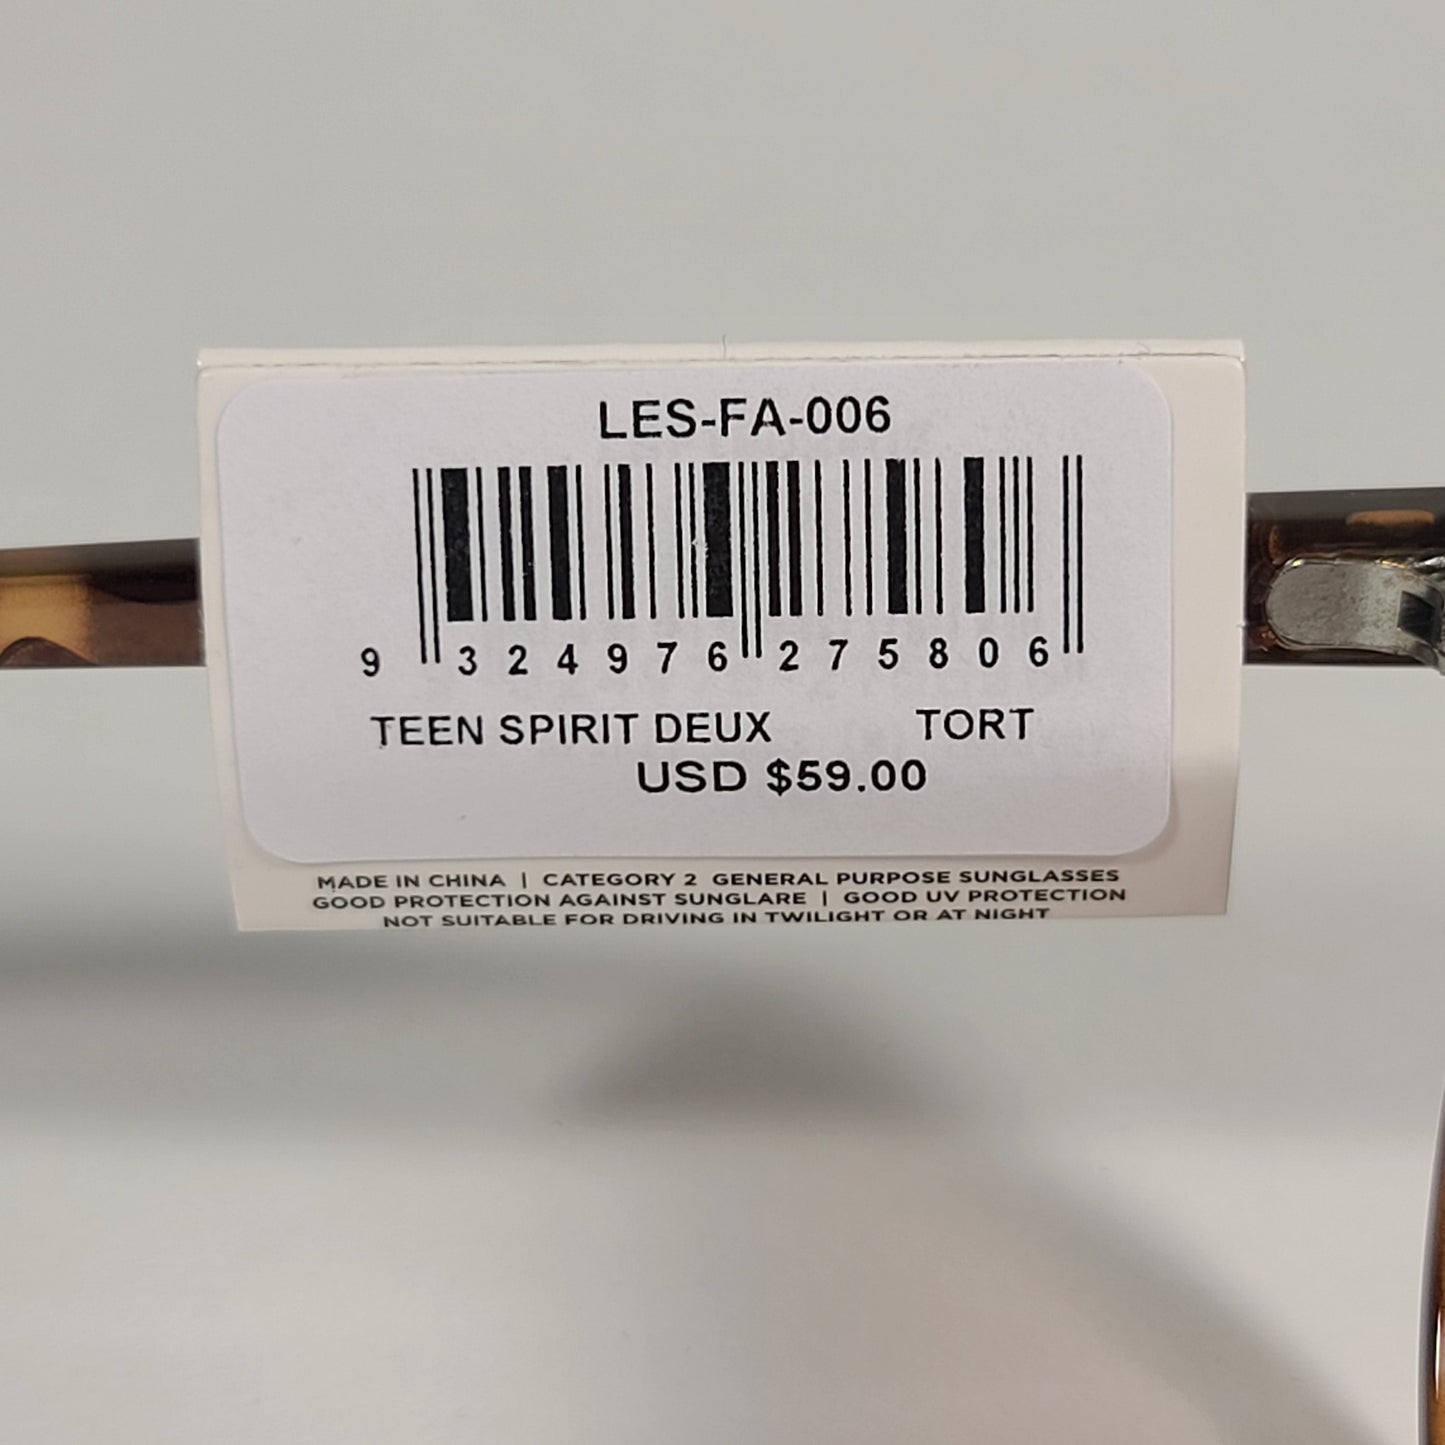 LES-FA-006
9 324976 275806
TEEN SPIRIT DEUX TORT
USD $59.00
MADE IN CHINA | CATEGORY 2 GENERAL PURPOSE SUNGLASSES
GOOD PROTECTION AGAINST SUNGLARE | GOOD UV PROTECTION
NOT SUITABLE FOR DRIVING IN TWILIGHT OR AT NIGHT